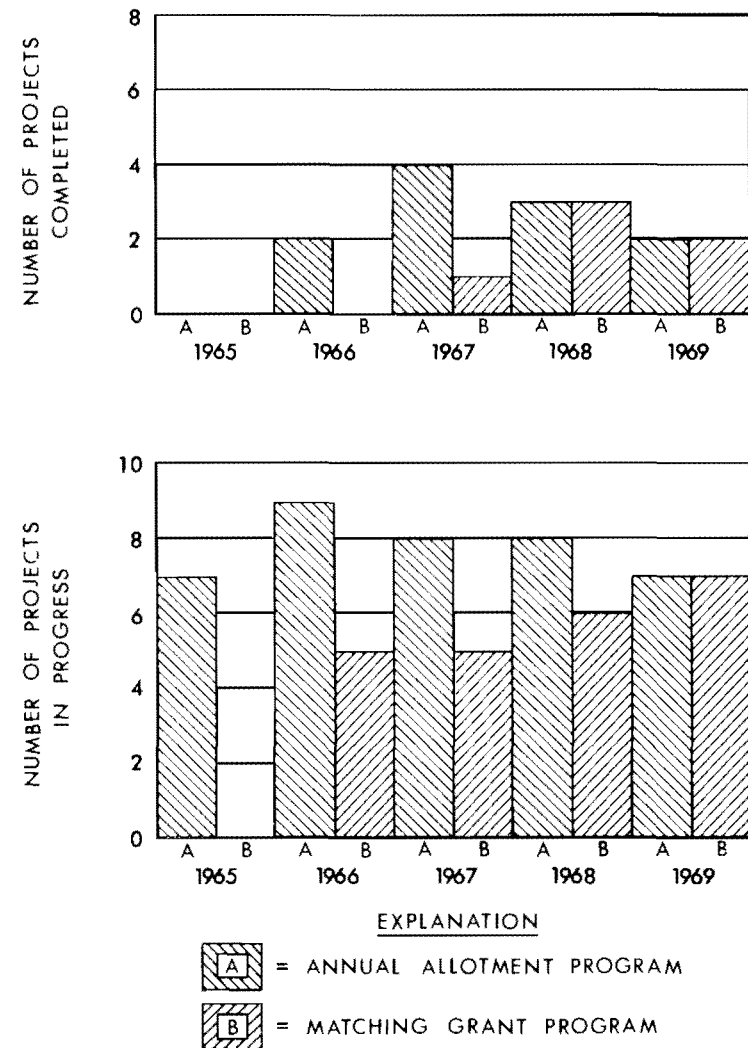 NUMBER OF PROJECTS
COMPLETED
8
6
4
2
0
A B A B A B A B A B
1965 1966 1967 1968 1969
NUMBER OF PROJECTS
IN PROGRESS
10
8
6
4
2
0
A B A B A B A B A B
1965 1966 1967 1968 1969
EXPLANATION
A = ANNUAL ALLOTMENT PROGRAM
B = MATCHING GRANT PROGRAM